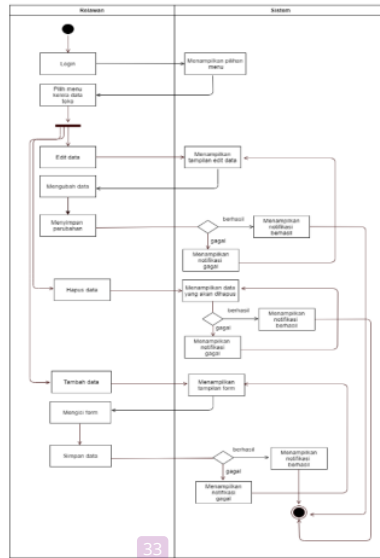 Karyawan
Sistem
Login
Menampilkan pilihan
menu
Pilih menu
kelola data
toko
Edit data
Menampilkan
tampilan edit data
Mengubah data
Menyimpan
perubahan
berhasil
Menampilkan
notifikasi
berhasil
gagal
Menampilkan
notifikasi
gagal
Hapus data
Menampilkan data
yang akan dihapus
berhasil
Menampilkan
notifikasi
berhasil
gagal
Menampilkan
notifikasi
gagal
Tambah data
Menampilkan
tampilan form
Mengisi form
Simpan data
berhasil
Menampilkan
notifikasi
berhasil
gagal
Menampilkan
notifikasi
gagal
33